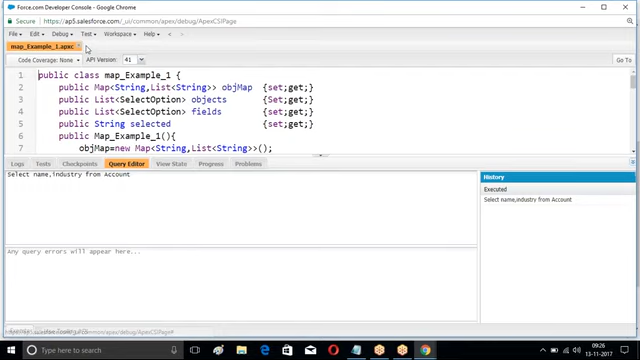 Force.com Developer Console - Google Chrome
Secure https://ap5.salesforce.com/_ui/common/apex/debug/ApexCSIPage
File Edit Debug Test Workspace Help < >
map_Example_1.apxc
Code Coverage: None API Version: 41 Go To
1 public class map_Example_1 {
2 public Map<String,List<String>> objMap {set;get;}
3 public List<SelectOption> objects {set;get;}
4 public List<SelectOption> fields {set;get;}
5 public String selected {set;get;}
6 public Map_Example_1(){
7 objMap=new Map<String,List<String>>();
Logs Tests Checkpoints Query Editor View State Progress Problems
Select name,industry from Account
History
Executed
Select name,industry from Account
Any query errors will appear here...
Type here to search
09:26
13-11-2017